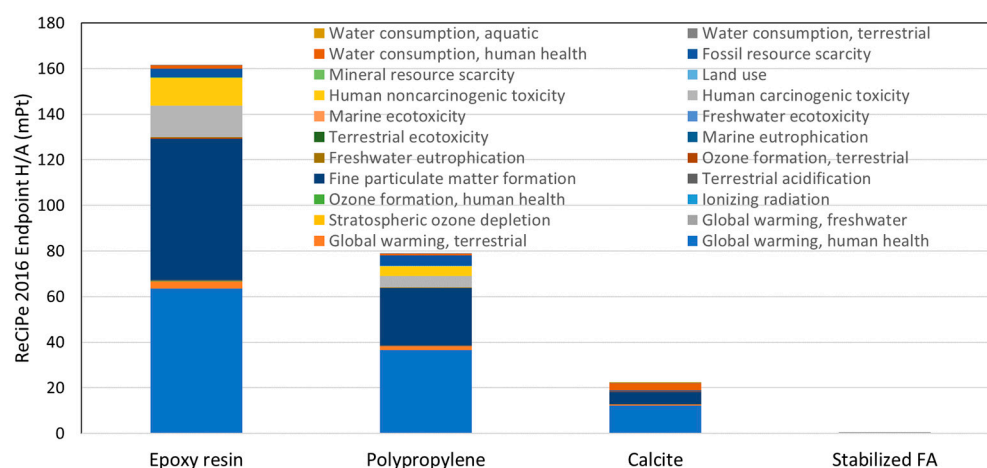 180
160
140
120
100
80
60
40
20
0
ReCiPe 2016 Endpoint H/A (mPt)
Water consumption, aquatic Water consumption, terrestrial
Water consumption, human health Fossil resource scarcity
Mineral resource scarcity Land use
Human noncarcinogenic toxicity Human carcinogenic toxicity
Marine ecotoxicity Freshwater ecotoxicity
Terrestrial ecotoxicity Marine eutrophication
Freshwater eutrophication Ozone formation, terrestrial
Fine particulate matter formation Terrestrial acidification
Ozone formation, human health Ionizing radiation
Stratospheric ozone depletion Global warming, freshwater
Global warming, terrestrial Global warming, human health
Epoxy resin Polypropylene Calcite Stabilized FA